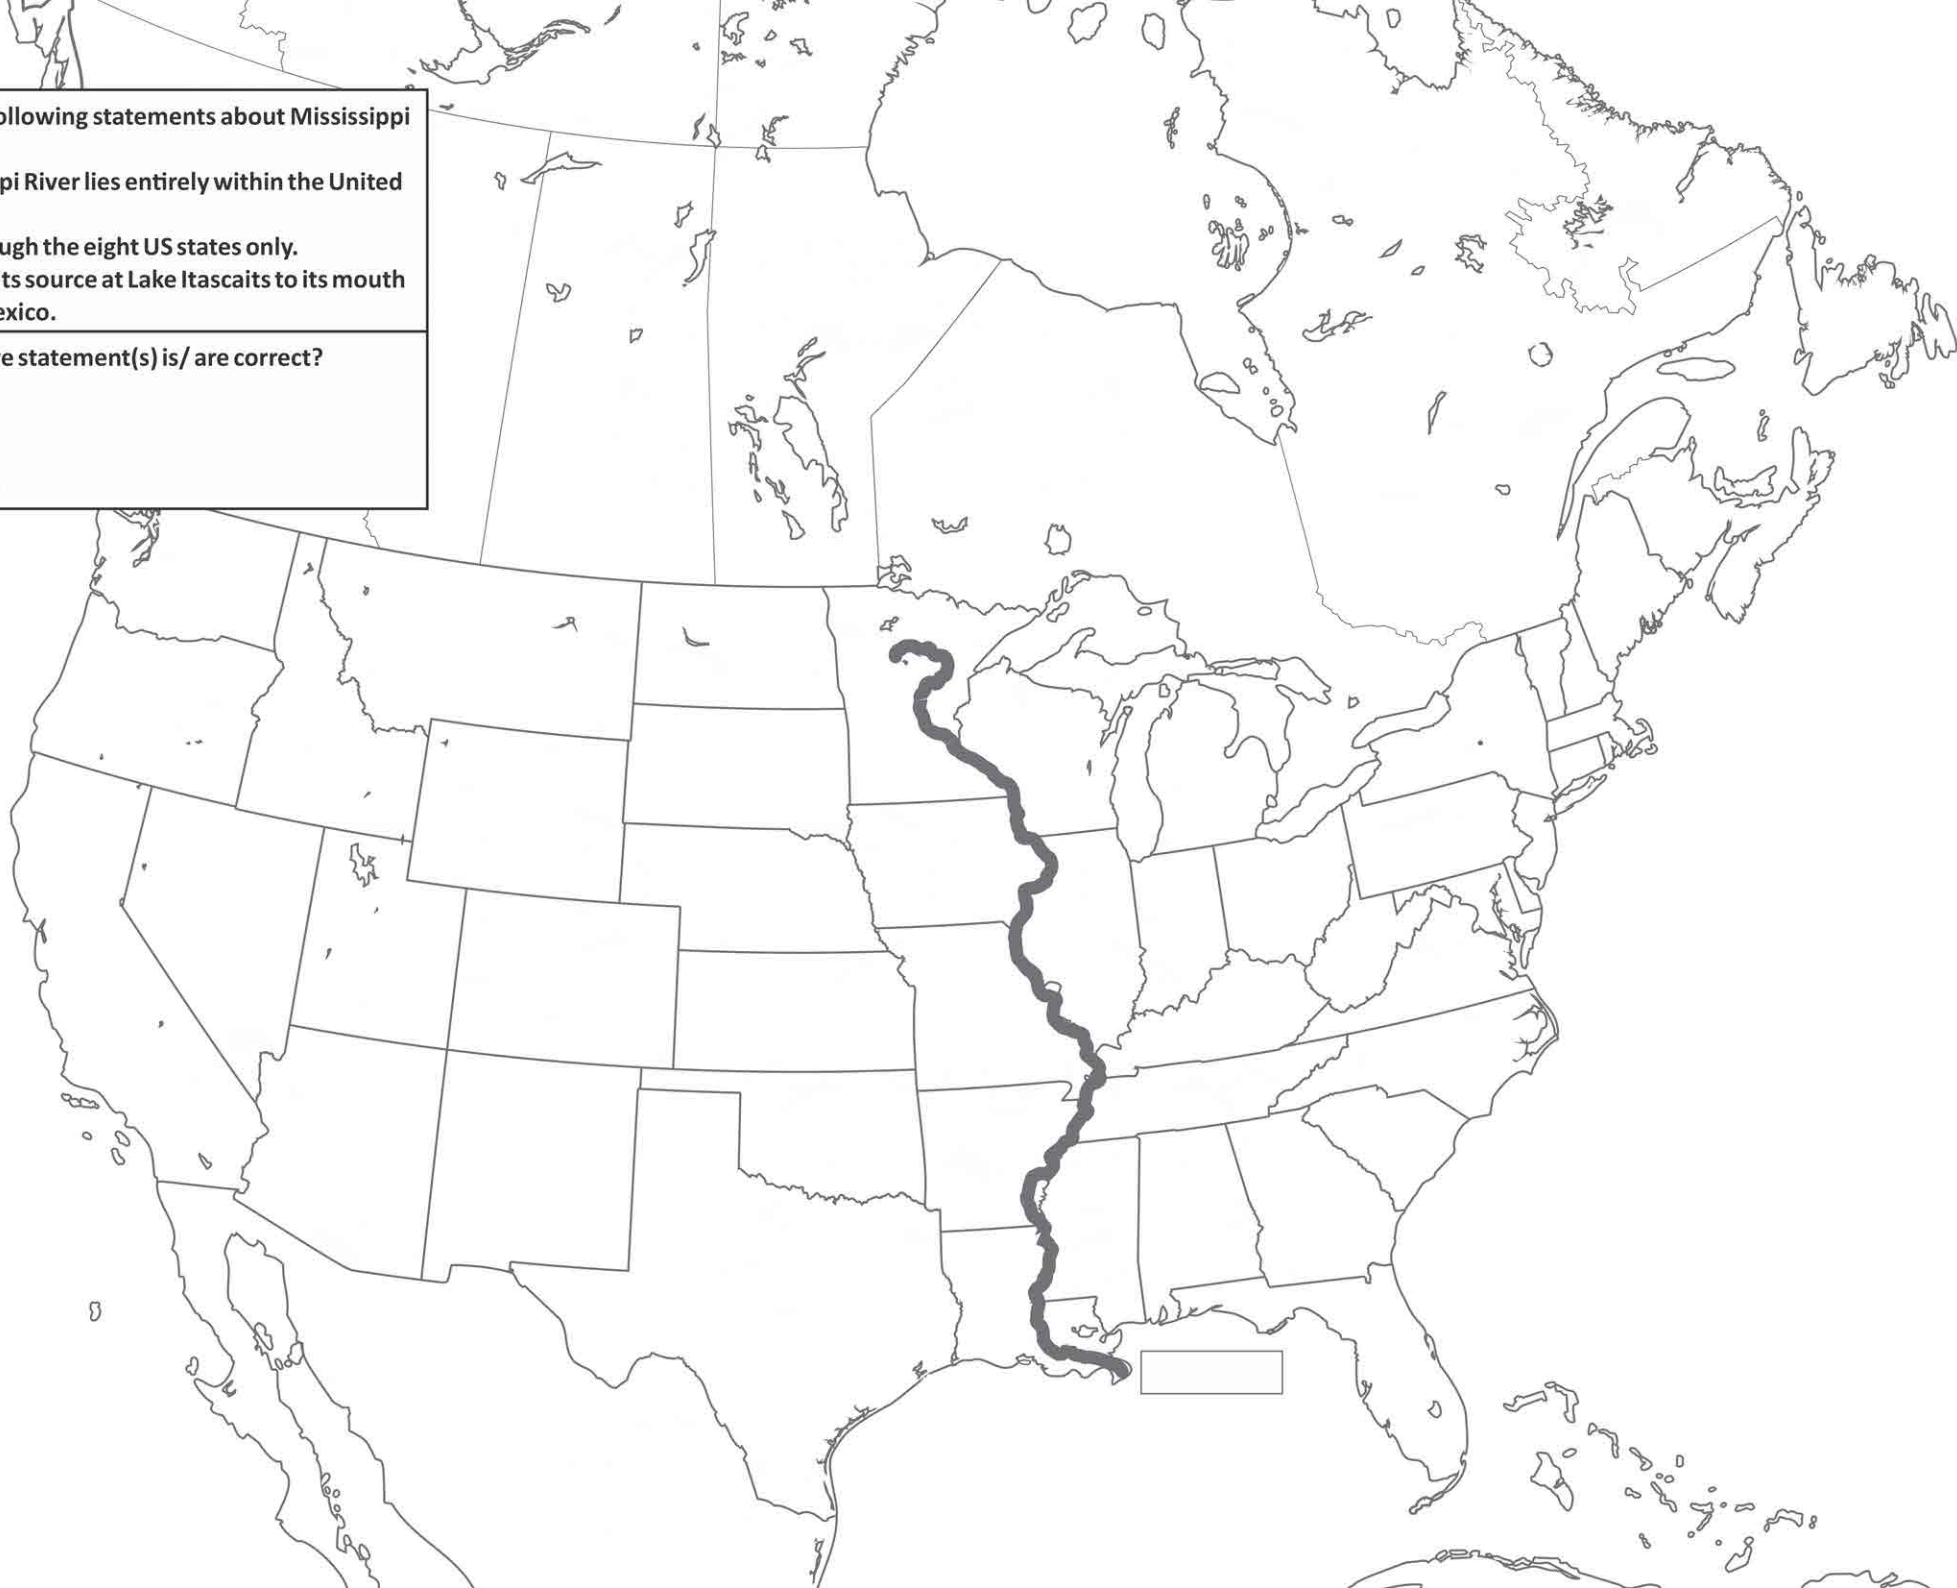 ollowing statements about Mississippi
pi River lies entirely within the United
ugh the eight US states only.
ts source at Lake Itascaits to its mouth
exico.
e statement(s) is/ are correct?